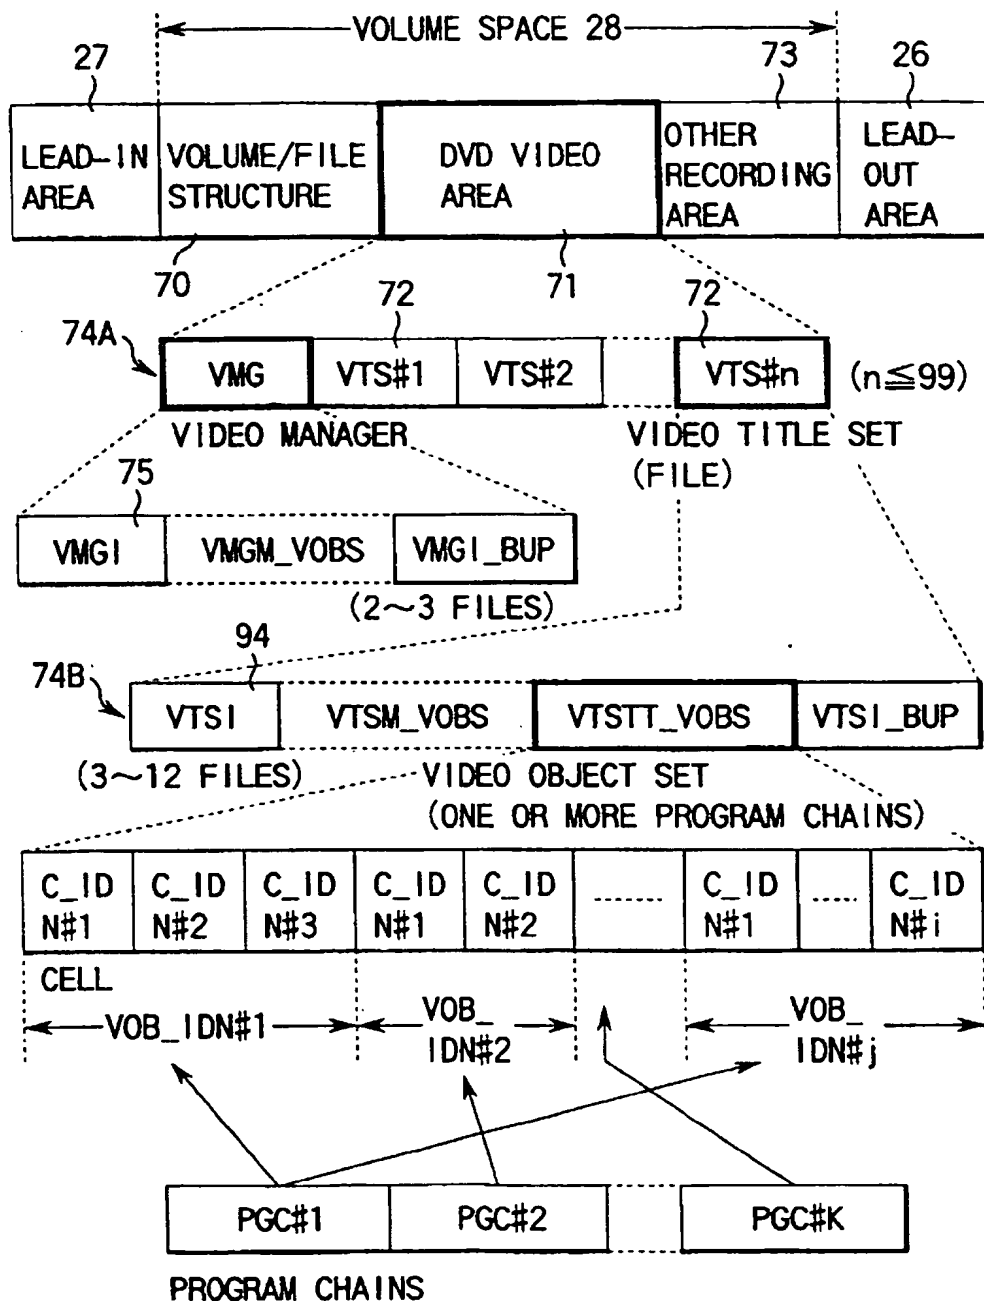 VOLUME SPACE 28
27
73
26
LEAD-IN AREA
VOLUME/FILE STRUCTURE
DVD VIDEO AREA
OTHER RECORDING AREA
LEAD-OUT AREA
70
71
72
72
74A
VMG
VTS#1
VTS#2
VTS#n
(n≦99)
VIDEO MANAGER
VIDEO TITLE SET
(FILE)
75
VMGI
VMGM_VOBS
VMGI_BUP
(2~3 FILES)
94
74B
VTSI
VTSM_VOBS
VTSTT_VOBS
VTSI_BUP
(3~12 FILES)
VIDEO OBJECT SET
(ONE OR MORE PROGRAM CHAINS)
C_ID N#1
C_ID N#2
C_ID N#3
C_ID N#1
C_ID N#2
C_ID N#1
C_ID N#i
CELL
VOB_IDN#1
VOB_IDN#2
VOB_IDN#j
PGC#1
PGC#2
PGC#K
PROGRAM CHAINS